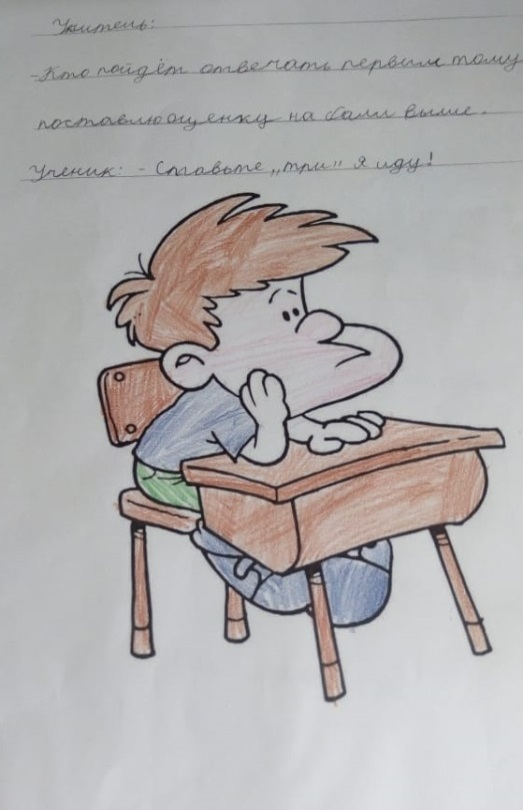 Учитель:
-Кто пойдёт отвечать первым тому
поставлю оценку на балл выше.
Ученик: - Ставьте „три" я иду!